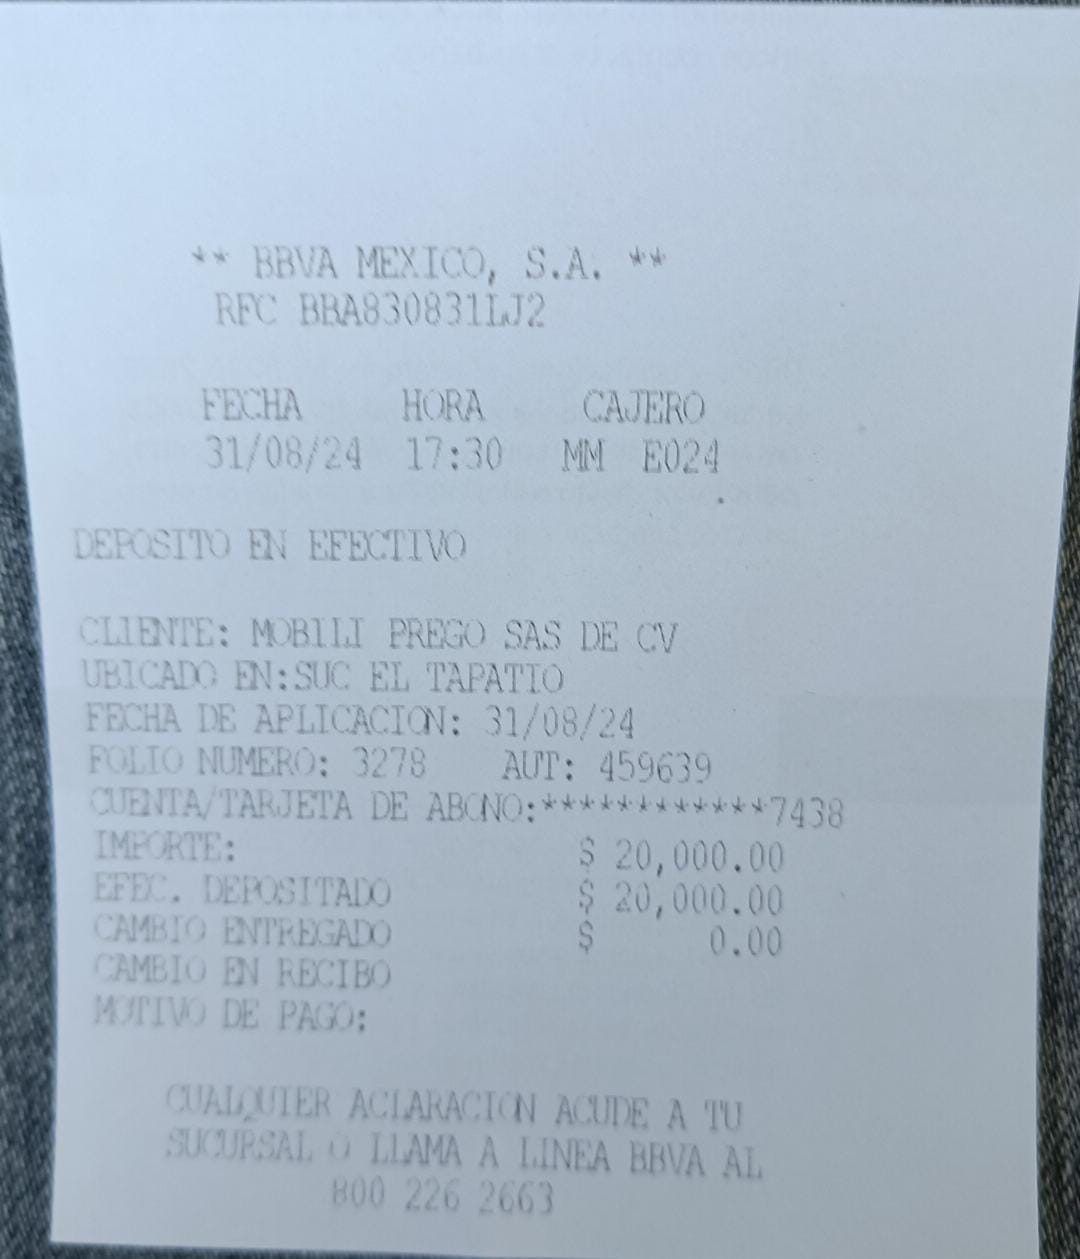 ** BBVA MEXICO, S.A. **
RFC BBA830831LJ2
FECHA HORA CAJERO
31/08/24 17:30 MM E024
DEPOSITO EN EFECTIVO
CLIENTE: MOBILI PREGO SAS DE CV
UBICADO EN:SUC EL TAPATIO
FECHA DE APLICACION: 31/08/24
FOLIO NUMERO: 3278 AUT: 459639
CUENTA/TARJETA DE ABONO:************7438
IMPORTE: $ 20,000.00
EFEC. DEPOSITADO $ 20,000.00
CAMBIO ENTREGADO $ 0.00
CAMBIO EN RECIBO
MOTIVO DE PAGO:
CUALQUIER ACLARACION ACUDE A TU
SUCURSAL O LLAMA A LINEA BBVA AL
800 226 2663